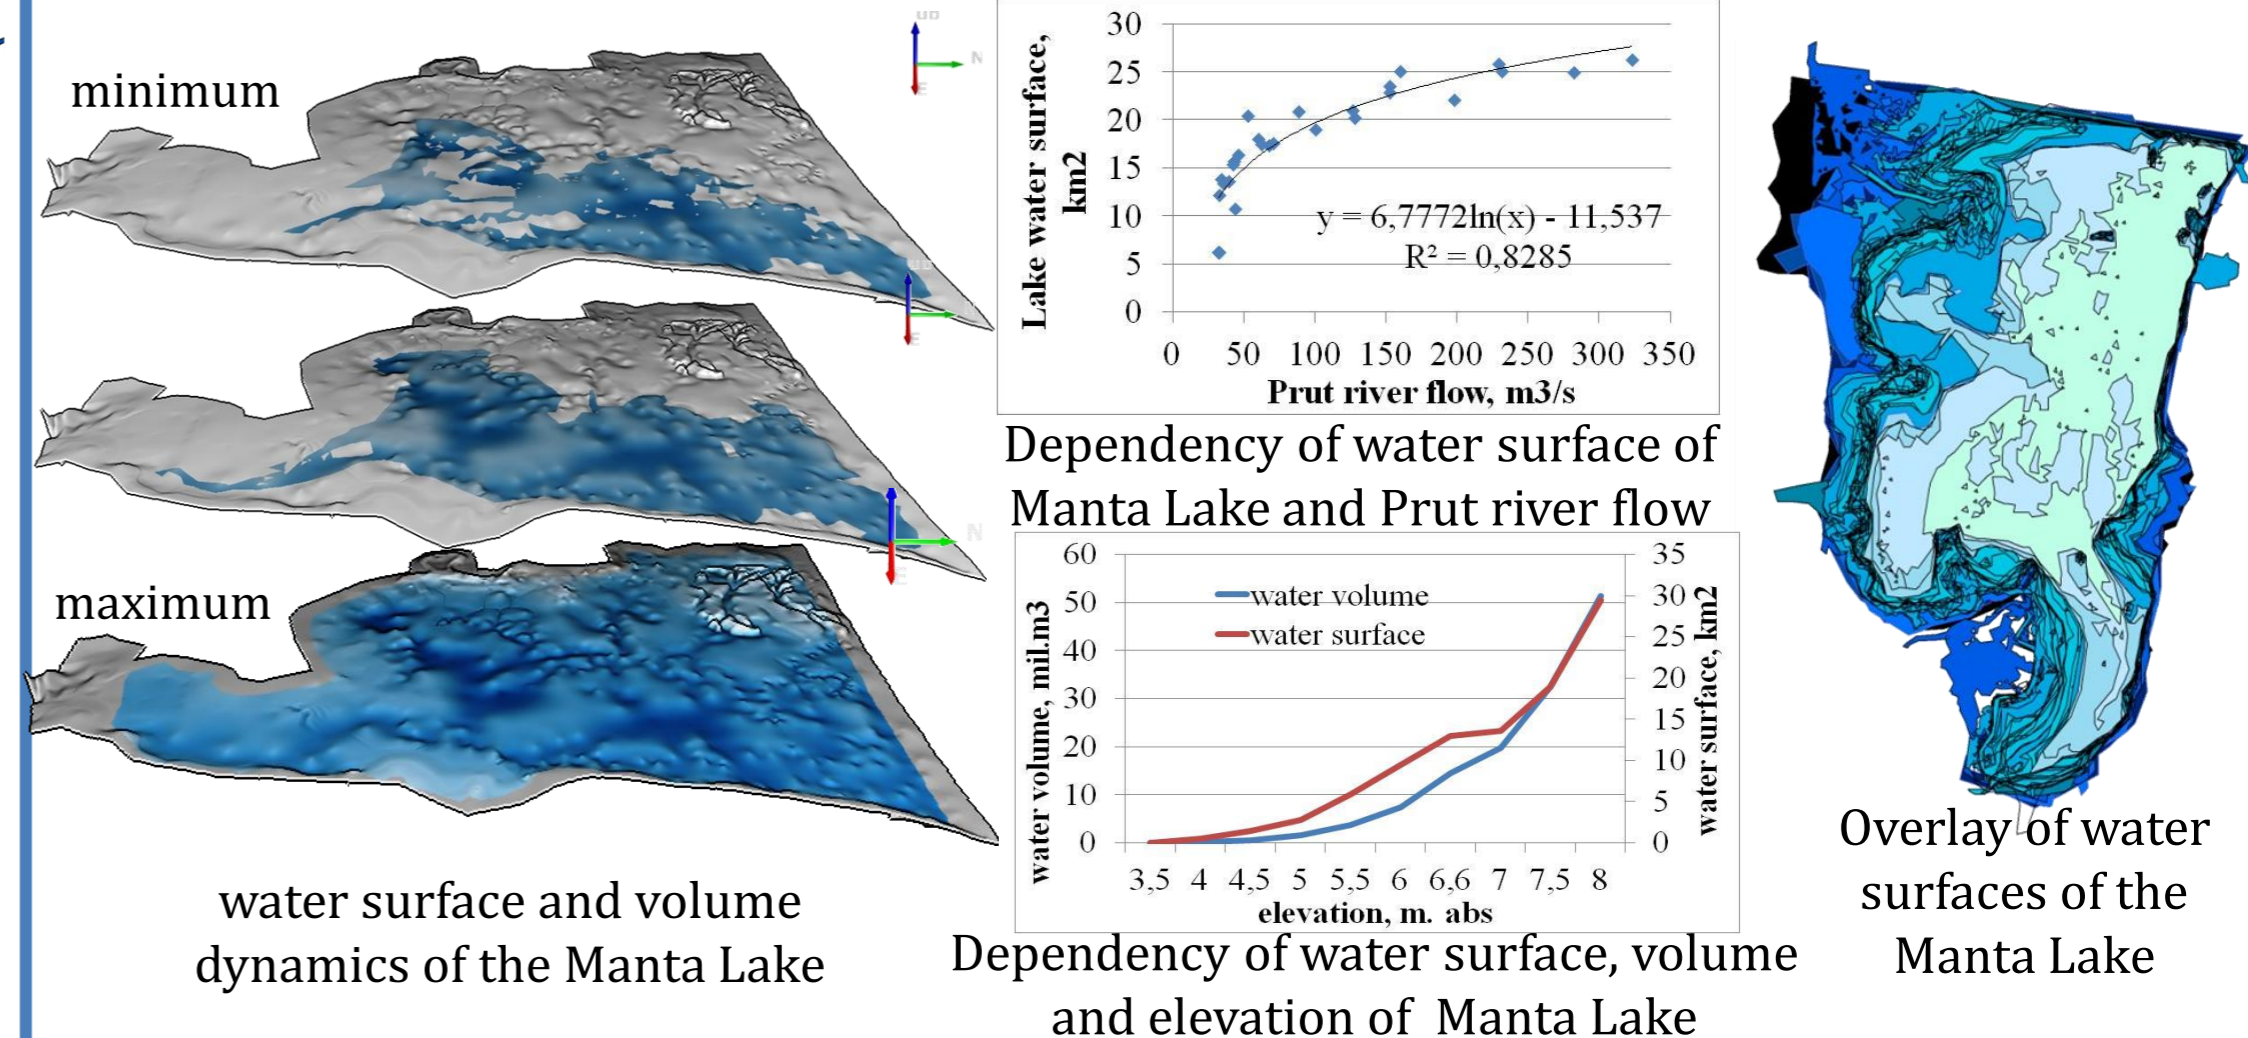 minimum
maximum
water surface and volume
dynamics of the Manta Lake
UP
N
E
UP
E
N
E
Lake water surface,
km2
30
25
20
15
10
5
0
y = 6,7772ln(x) - 11,537
R² = 0,8285
0 50 100 150 200 250 300 350
Prut river flow, m3/s
Dependency of water surface of
Manta Lake and Prut river flow
water volume, mil.m3
60
50
40
30
20
10
0
water volume
water surface
35
30
25
20
15
10
5
0
water surface, km2
3,5 4 4,5 5 5,5 6 6,6 7 7,5 8
elevation, m. abs
Dependency of water surface, volume
and elevation of Manta Lake
Overlay of water
surfaces of the
Manta Lake